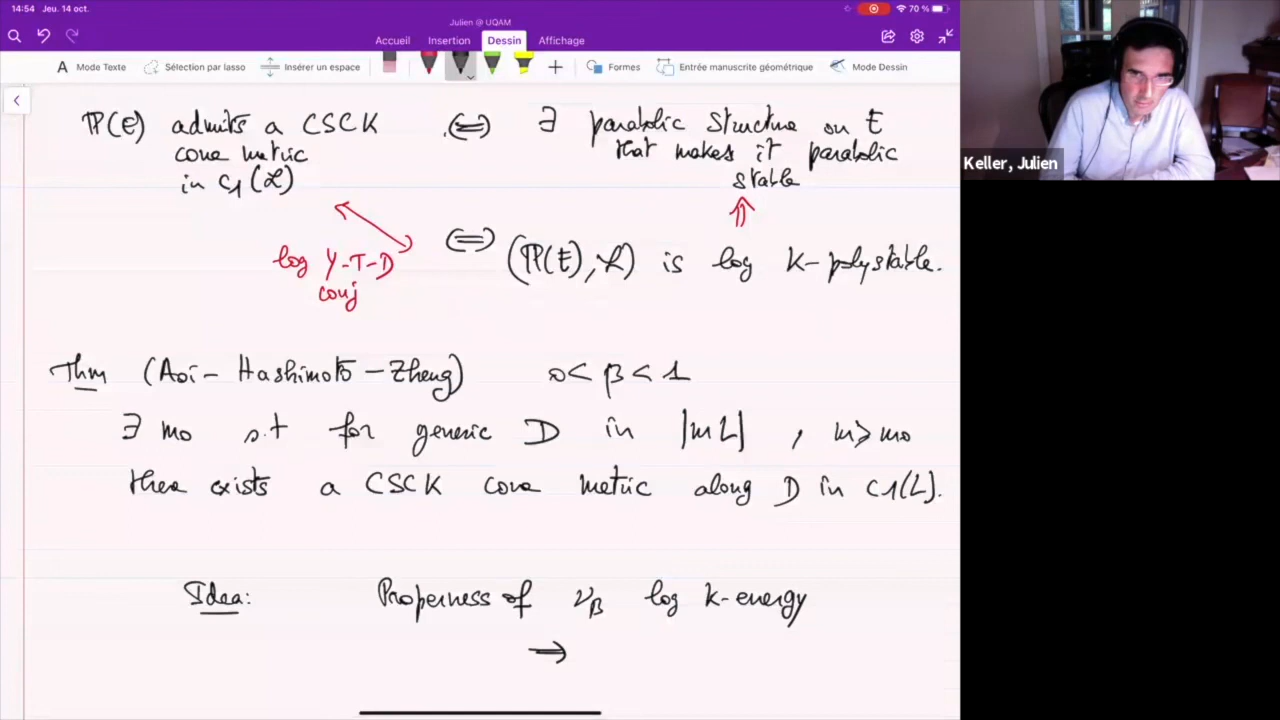 14:54 Jeu. 14 oct.
70 %
Julien @ UQAM
Accueil Insertion Dessin Affichage
Mode Texte Sélection par lasso Insérer un espace Formes Entrée manuscrite géométrique Mode Dessin
ℙ(E) admits a CSCK ⇔ ∃ parabolic structure on E
cone metric that makes it parabolic
in c1(ℒ) stable
⇑
log Y-T-D ⇔ (ℙ(E), ℒ) is log K-polystable.
conj
Thm (Aoi - Hashimoto - Zheng) 0 < β < 1
∃ m0 s.t for generic D in |mL| , m ≥ m0
there exists a CSCK cone metric along D in c1(L).
Idea: Properness of νβ log K-energy
⇒
Keller, Julien